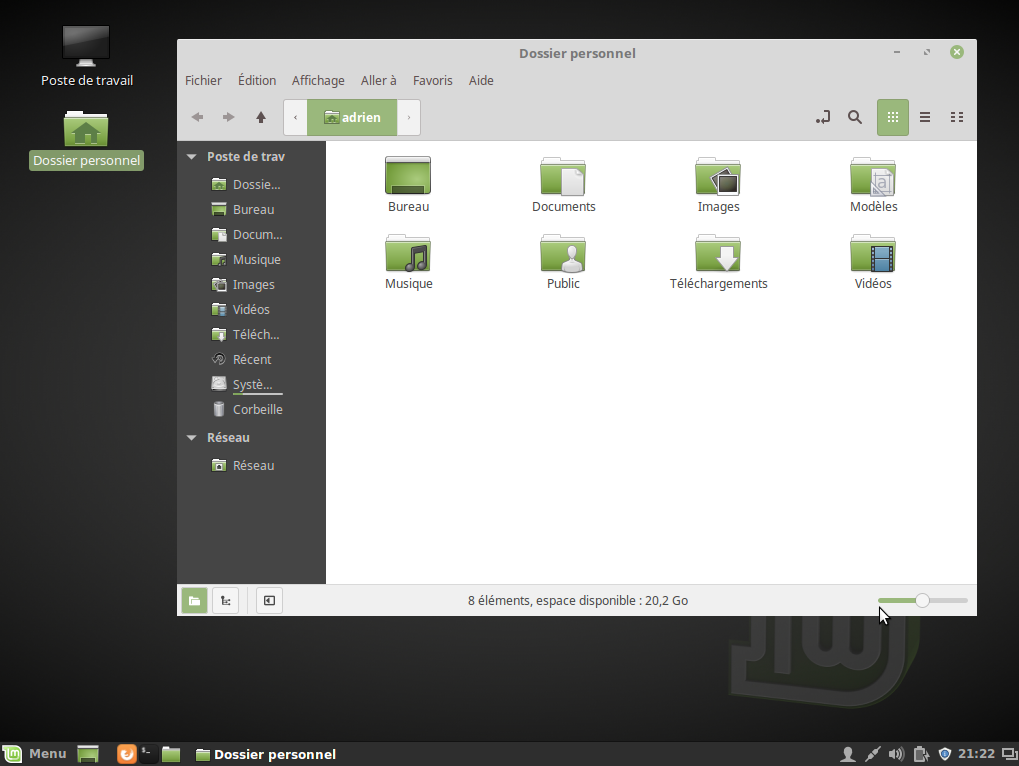 Poste de travail
Dossier personnel
Dossier personnel
Fichier Édition Affichage Aller à Favoris Aide
adrien
Poste de trav
Dossie...
Bureau
Docum...
Musique
Images
Vidéos
Téléch...
Récent
Systè...
Corbeille
Réseau
Réseau
Bureau Documents Images Modèles
Musique Public Téléchargements Vidéos
8 éléments, espace disponible : 20,2 Go
Menu Dossier personnel 21:22